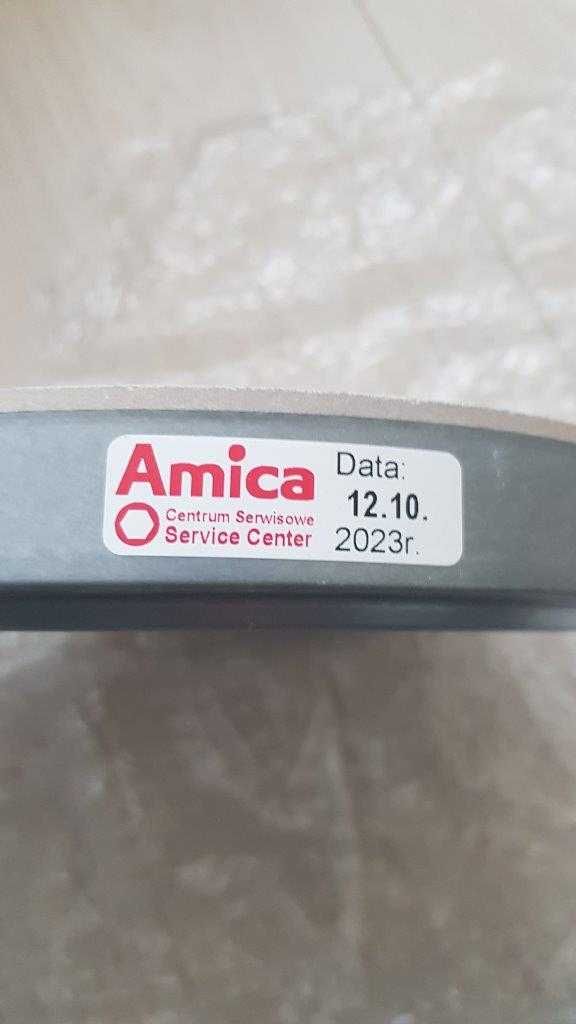 Amica
Centrum Serwisowe
Service Center
Data:
12.10.
2023r.